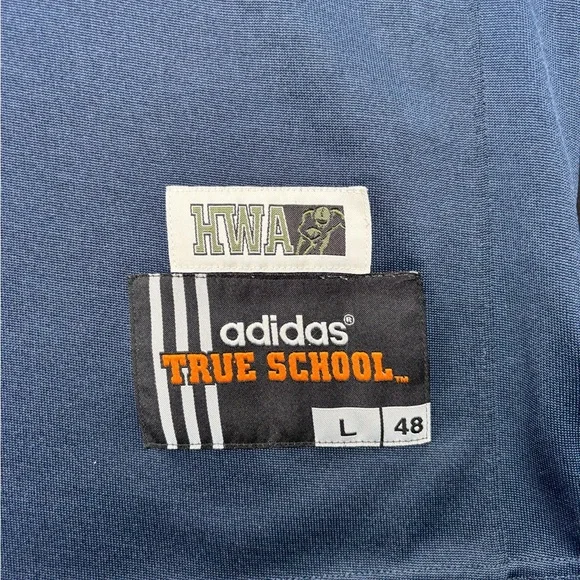 HWA
adidas®
TRUE SCHOOL™
L 48